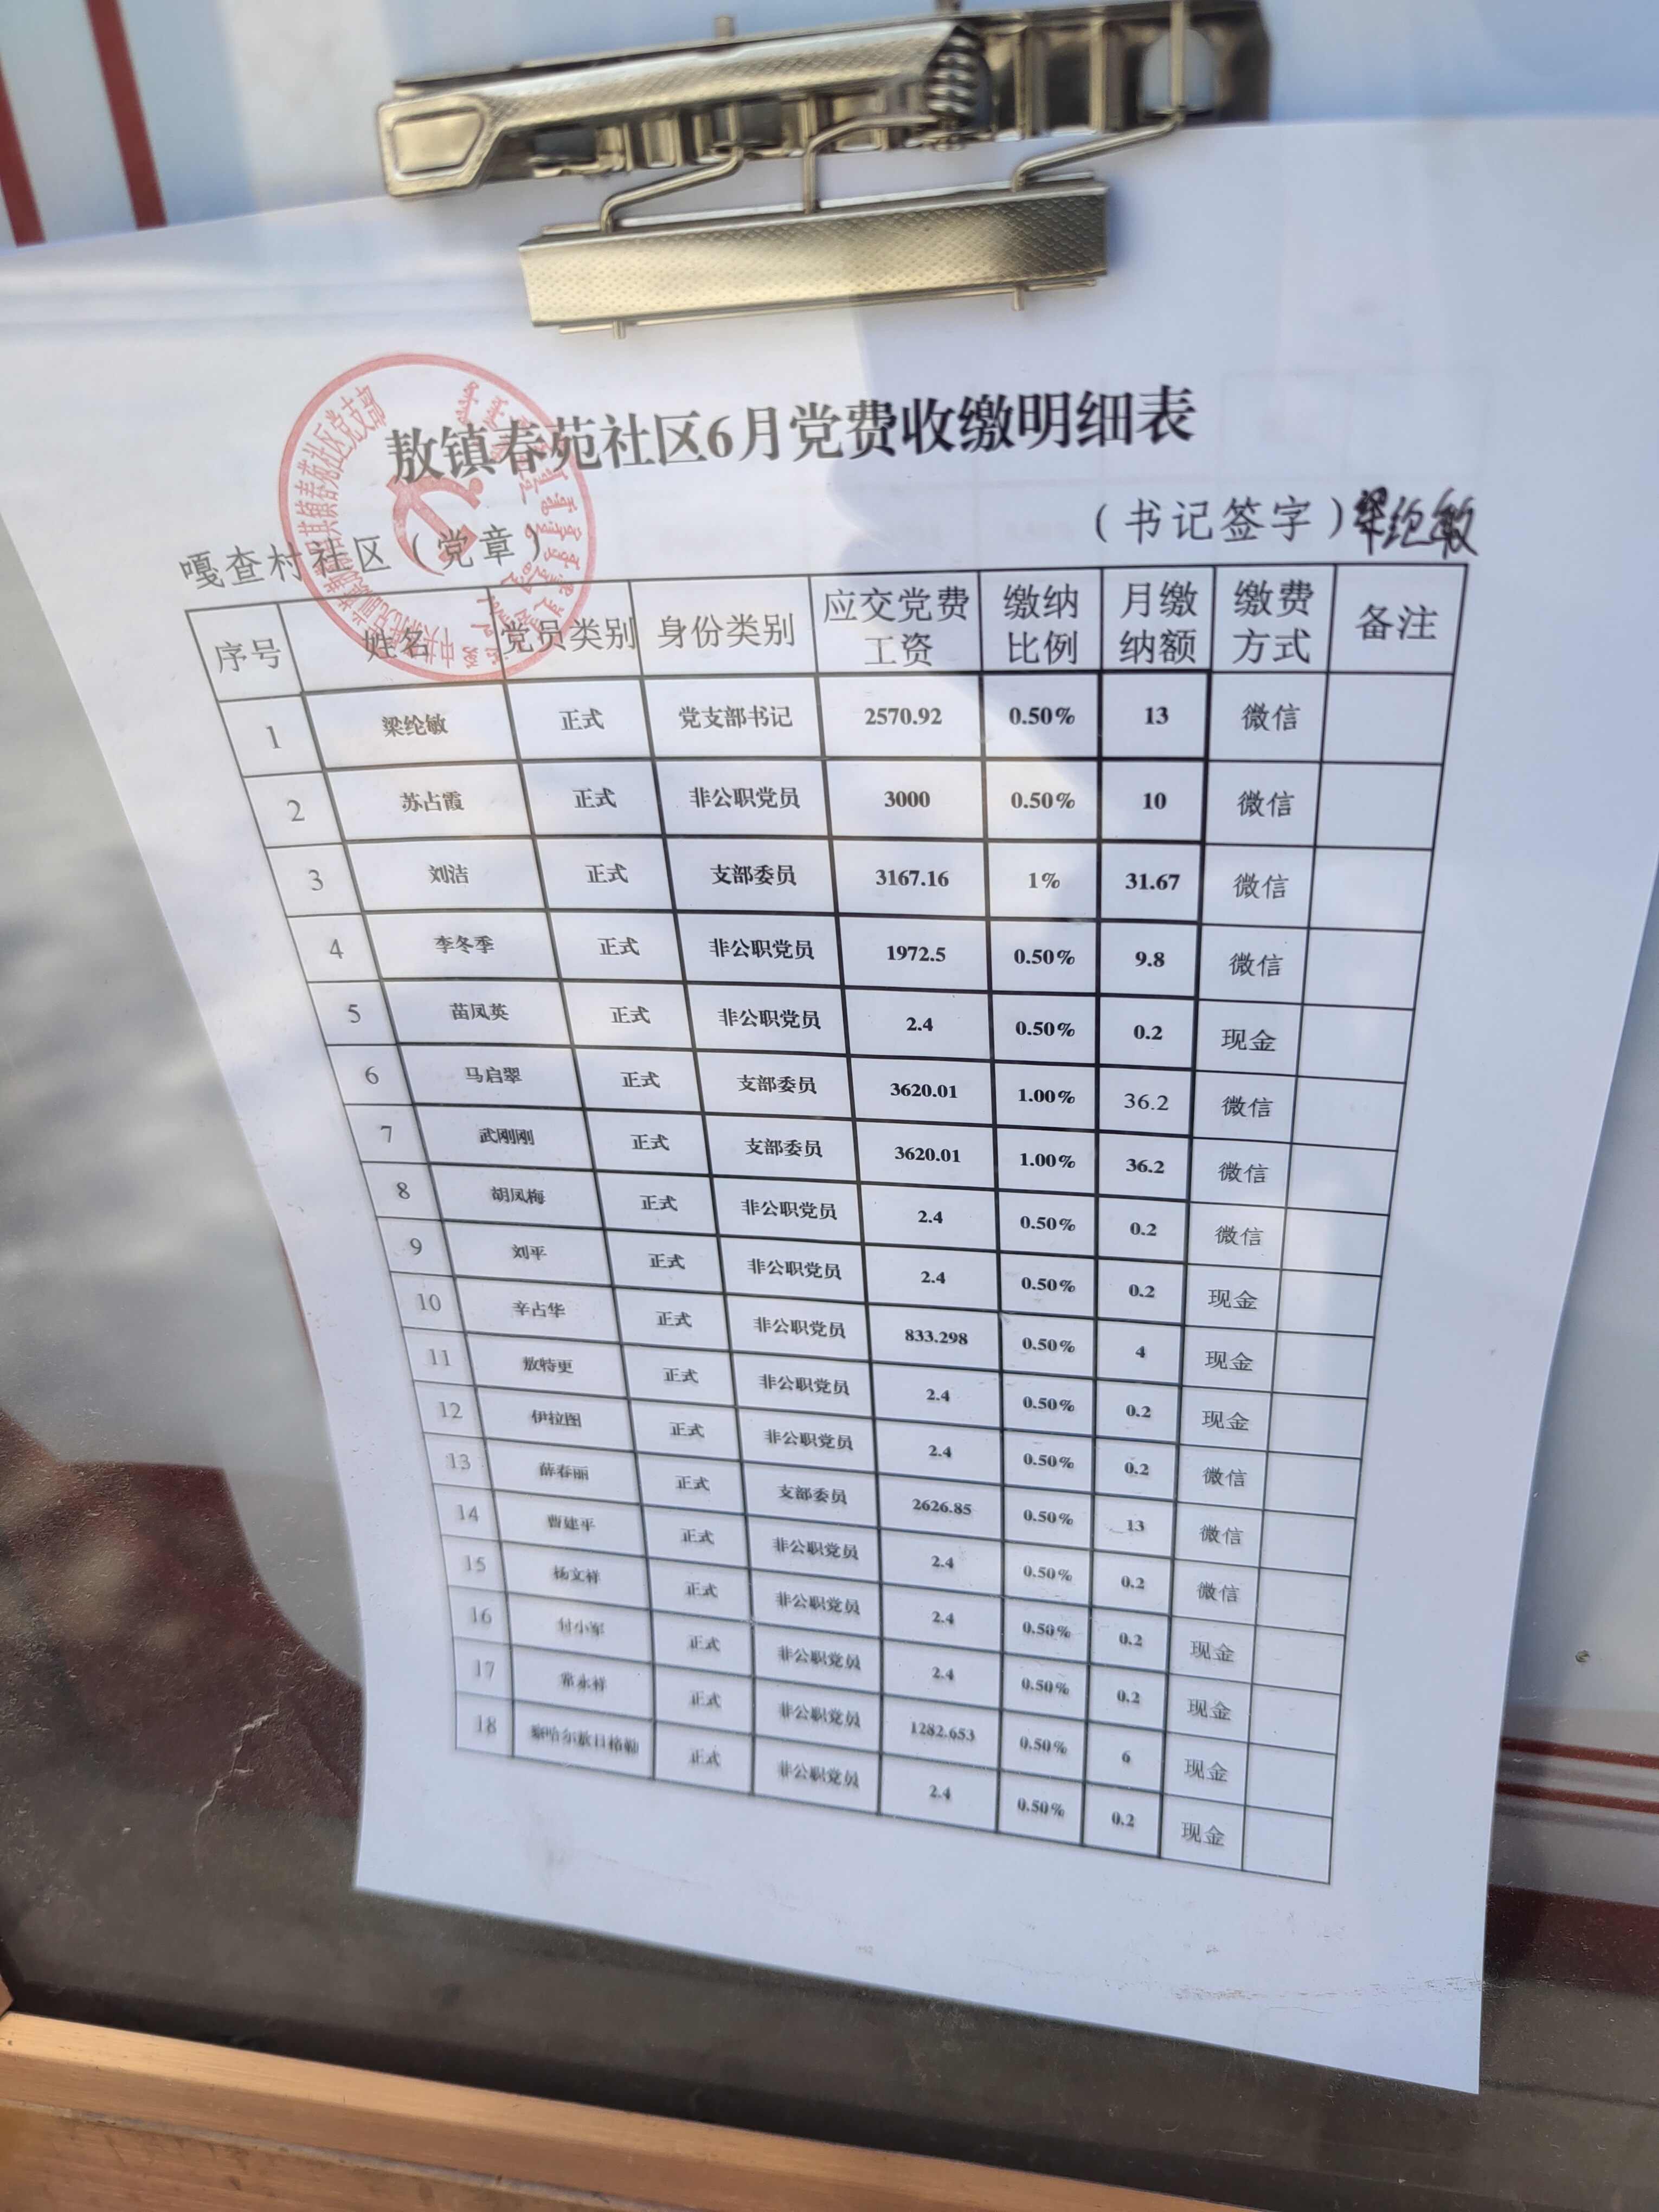 敖镇春苑社区6月党费收缴明细表
嘎查村社区（党章） （书记签字）梁纶敏
序号 姓名 党员类别 身份类别 应交党费工资 缴纳比例 月缴纳额 缴费方式 备注
1 梁纶敏 正式 党支部书记 2570.92 0.50% 13 微信
2 苏占霞 正式 非公职党员 3000 0.50% 10 微信
3 刘洁 正式 支部委员 3167.16 1% 31.67 微信
4 李冬季 正式 非公职党员 1972.5 0.50% 9.8 微信
5 苗凤英 正式 非公职党员 2.4 0.50% 0.2 现金
6 马启翠 正式 支部委员 3620.01 1.00% 36.2 微信
7 武刚刚 正式 支部委员 3620.01 1.00% 36.2 微信
8 胡凤梅 正式 非公职党员 2.4 0.50% 0.2 微信
9 刘平 正式 非公职党员 2.4 0.50% 0.2 现金
10 辛占华 正式 非公职党员 833.298 0.50% 4 现金
11 敖特更 正式 非公职党员 2.4 0.50% 0.2 现金
12 伊拉图 正式 非公职党员 2.4 0.50% 0.2 微信
13 薛春丽 正式 支部委员 2626.85 0.50% 13 微信
14 曹建平 正式 非公职党员 2.4 0.50% 0.2 微信
15 杨文祥 正式 非公职党员 2.4 0.50% 0.2 现金
16 付小军 正式 非公职党员 2.4 0.50% 0.2 现金
17 常永祥 正式 非公职党员 1282.653 0.50% 6 现金
18 正式 非公职党员 2.4 0.50% 0.2 现金